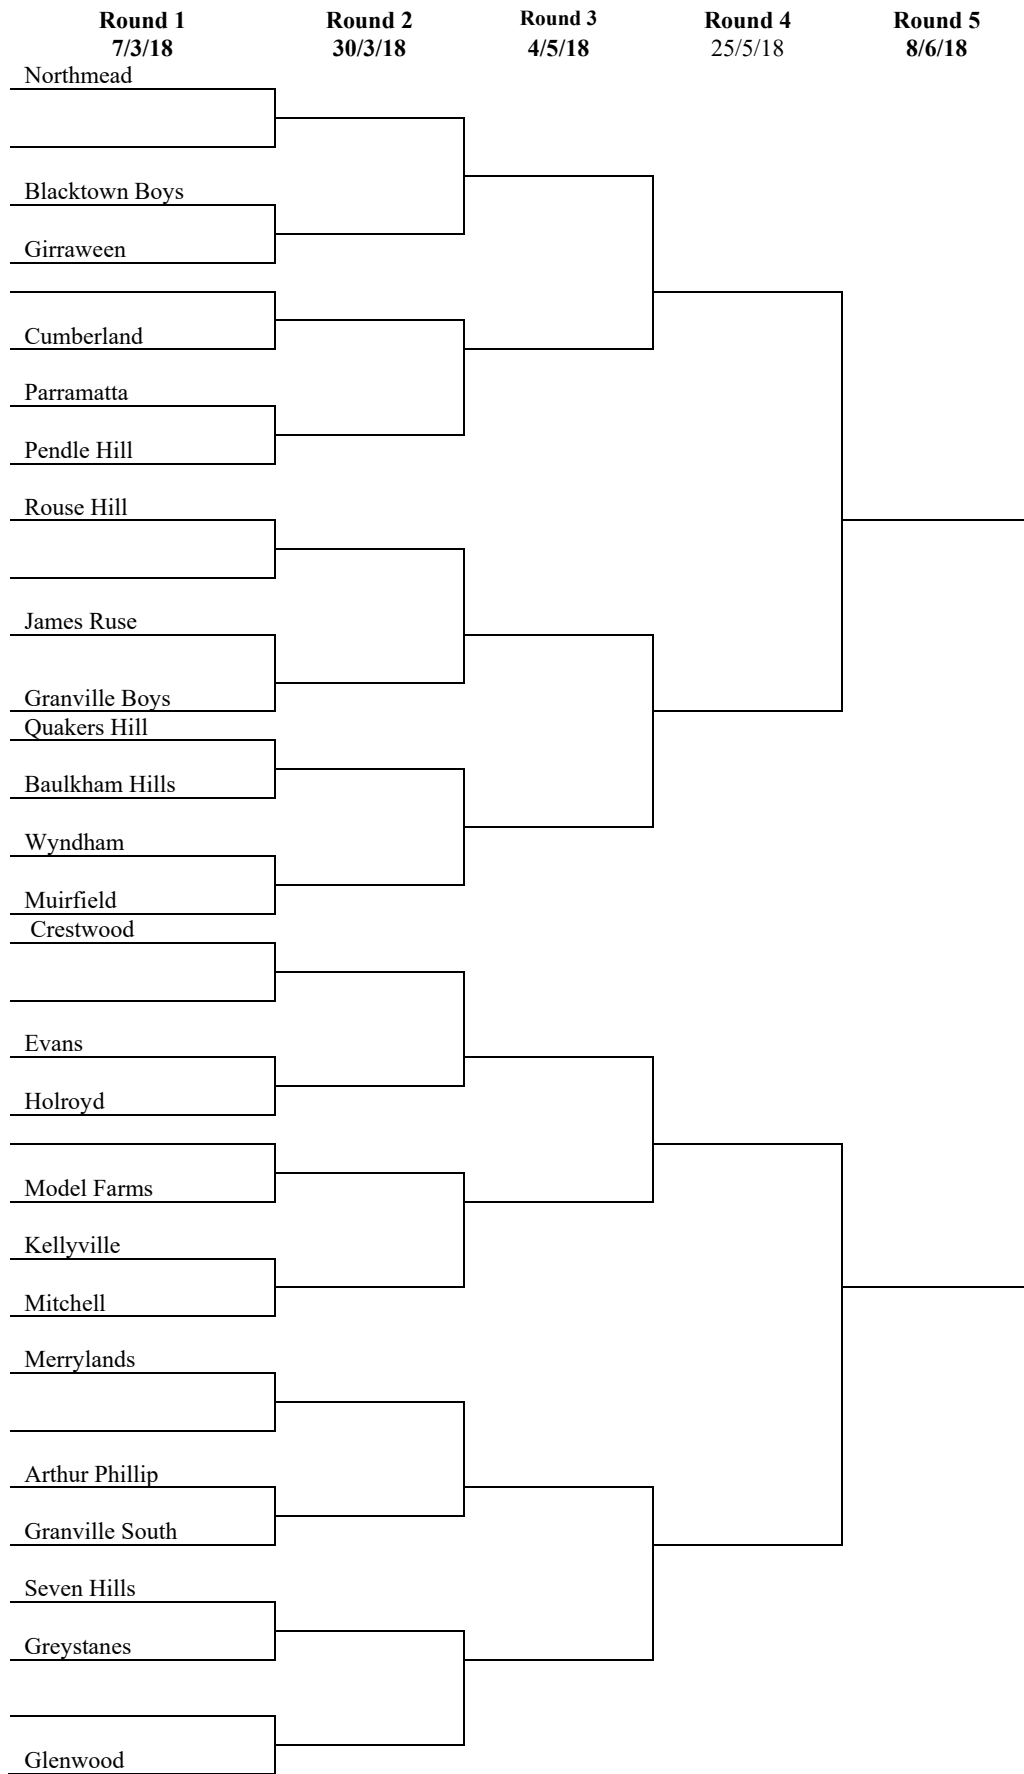 Round 1 Round 2 Round 3 Round 4 Round 5
7/3/18 30/3/18 4/5/18 25/5/18 8/6/18
Northmead
Blacktown Boys
Girraween
Cumberland
Parramatta
Pendle Hill
Rouse Hill
James Ruse
Granville Boys
Quakers Hill
Baulkham Hills
Wyndham
Muirfield
Crestwood
Evans
Holroyd
Model Farms
Kellyville
Mitchell
Merrylands
Arthur Phillip
Granville South
Seven Hills
Greystanes
Glenwood